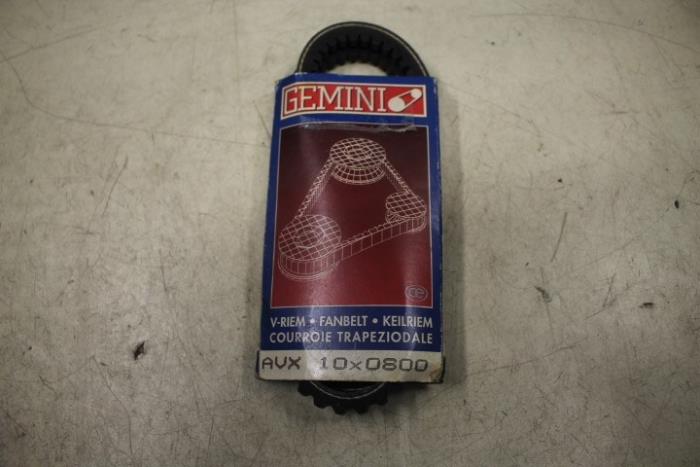 GEMINI
V-RIEM • FANBELT • KEILRIEM
COURROIE TRAPEZIODALE
AVX 10x0800